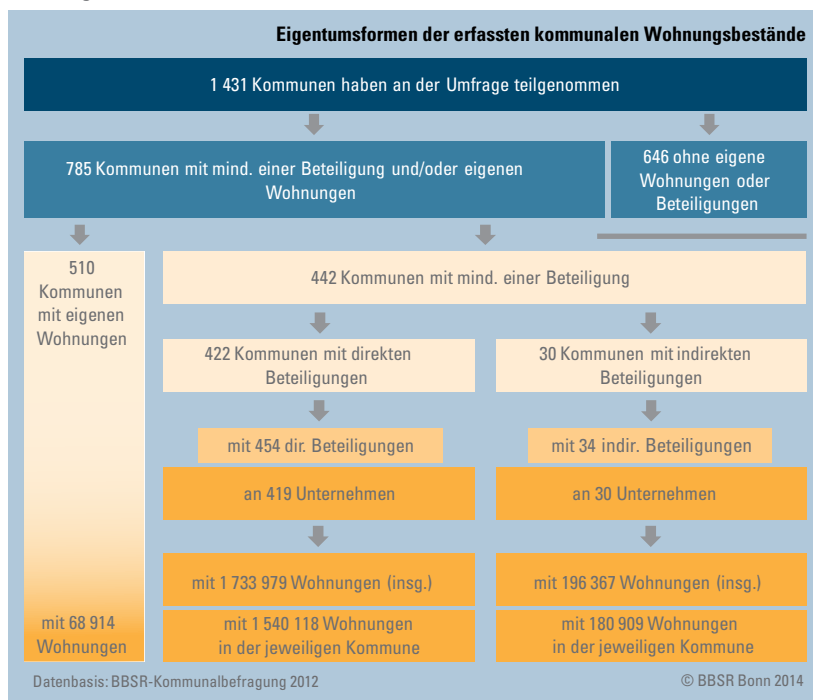 Eigentumsformen der erfassten kommunalen Wohnungsbestände
1 431 Kommunen haben an der Umfrage teilgenommen
785 Kommunen mit mind. einer Beteiligung und/oder eigenen
Wohnungen
646 ohne eigene
Wohnungen oder
Beteiligungen
510
Kommunen
mit eigenen
Wohnungen
442 Kommunen mit mind. einer Beteiligung
422 Kommunen mit direkten
Beteiligungen
30 Kommunen mit indirekten
Beteiligungen
mit 454 dir. Beteiligungen
mit 34 indir. Beteiligungen
an 419 Unternehmen
an 30 Unternehmen
mit 1 733 979 Wohnungen (insg.)
mit 196 367 Wohnungen (insg.)
mit 68 914
Wohnungen
mit 1 540 118 Wohnungen
in der jeweiligen Kommune
mit 180 909 Wohnungen
in der jeweiligen Kommune
Datenbasis: BBSR-Kommunalbefragung 2012
© BBSR Bonn 2014